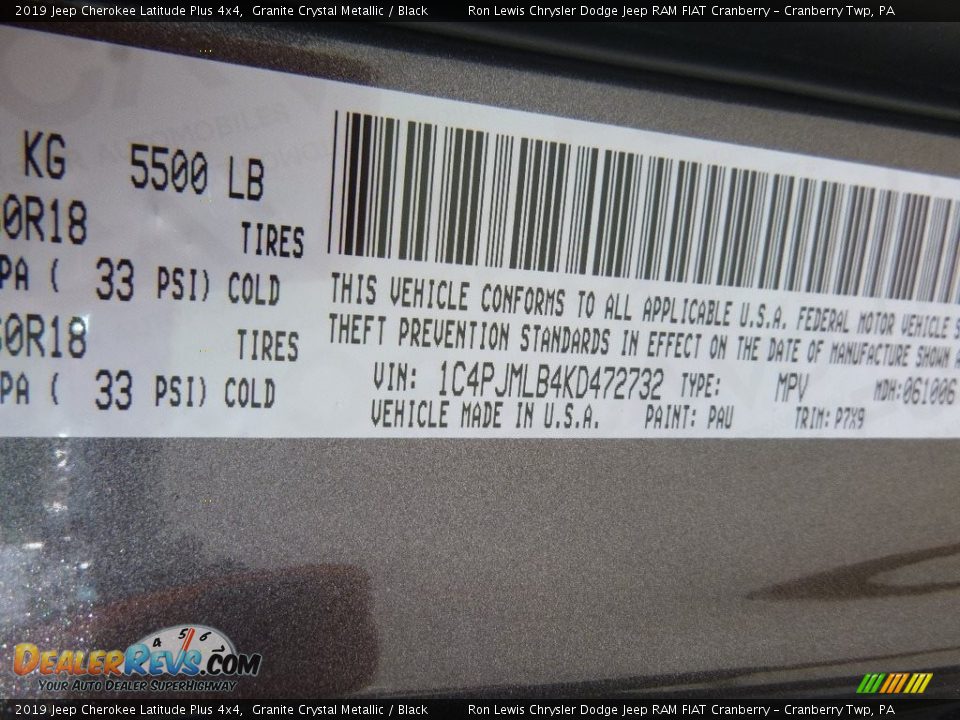 2019 Jeep Cherokee Latitude Plus 4x4,  Granite Crystal Metallic / Black  Ron Lewis Chrysler Dodge Jeep RAM FIAT Cranberry - Cranberry Twp, PA
KG 5500 LB
0R18 TIRES
PA ( 33 PSI) COLD
0R18 TIRES
PA ( 33 PSI) COLD
THIS VEHICLE CONFORMS TO ALL APPLICABLE U.S.A. FEDERAL MOTOR VEHICLE
THEFT PREVENTION STANDARDS IN EFFECT ON THE DATE OF MANUFACTURE SHOWN
VIN: 1C4PJMLB4KD472732 TYPE: MPV MDH:061006
VEHICLE MADE IN U.S.A. PAINT: PAU TRIM: P7X9
4 5 6
DEALERREVS.COM
YOUR AUTO DEALER SUPERHIGHWAY
2019 Jeep Cherokee Latitude Plus 4x4,  Granite Crystal Metallic / Black  Ron Lewis Chrysler Dodge Jeep RAM FIAT Cranberry - Cranberry Twp, PA